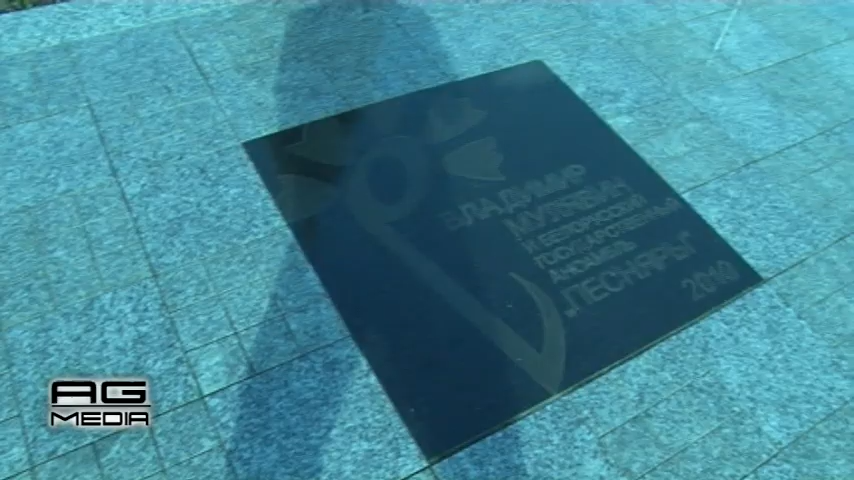 ВЛАДИМИР
МУЛЯВИН
И БЕЛОРУССКИЙ
ГОСУДАРСТВЕННЫЙ
АНСАМБЛЬ
„ПЕСНЯРЫ"
2010
AG
MEDIA